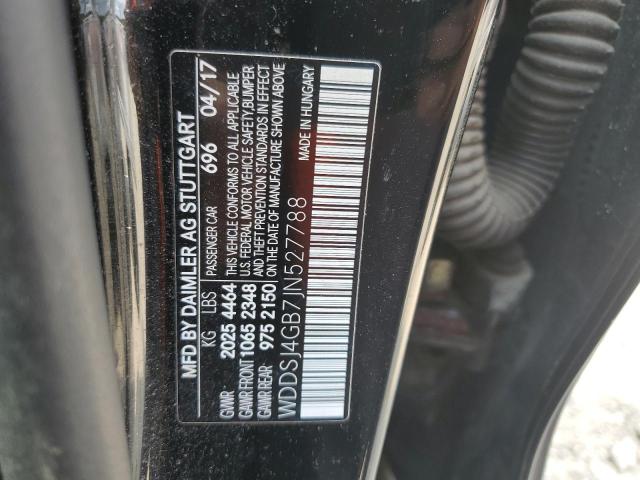 MFD BY DAIMLER AG STUTTGART
PASSENGER CAR 696 04/17
KG LBS THIS VEHICLE CONFORMS TO ALL APPLICABLE
GVWR 2025 4464 U.S. FEDERAL MOTOR VEHICLE SAFETY, BUMPER
GAWR FRONT 1065 2348 AND THEFT PREVENTION STANDARDS IN EFFECT
GAWR REAR: 975 2150 ON THE DATE OF MANUFACTURE SHOWN ABOVE
WDDSJ4GB7JN527788 MADE IN HUNGARY